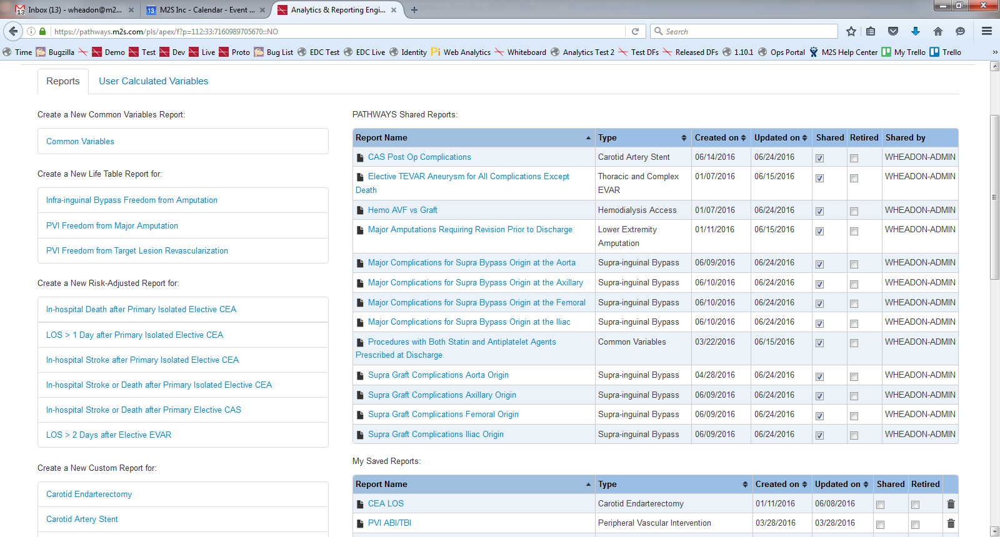 Inbox (13) - wheadon@m2...
M2S Inc - Calendar - Event ...
Analytics & Reporting Engi...
https://pathways.m2s.com/pls/apex/f?p=112:33:7160989705670::NO
Search
Time Bugzilla Demo Test Dev Live Proto Bug List EDC Test EDC Live Identity Web Analytics Whiteboard Analytics Test 2 Test DFs Released DFs 1.10.1 Ops Portal M2S Help Center My Trello Trello
Reports User Calculated Variables
Create a New Common Variables Report:
Common Variables
Create a New Life Table Report for:
Infra-inguinal Bypass Freedom from Amputation
PVI Freedom from Major Amputation
PVI Freedom from Target Lesion Revascularization
Create a New Risk-Adjusted Report for:
In-hospital Death after Primary Isolated Elective CEA
LOS > 1 Day after Primary Isolated Elective CEA
In-hospital Stroke after Primary Isolated Elective CEA
In-hospital Stroke or Death after Primary Isolated Elective CEA
In-hospital Stroke or Death after Primary Elective CAS
LOS > 2 Days after Elective EVAR
Create a New Custom Report for:
Carotid Endarterectomy
Carotid Artery Stent
PATHWAYS Shared Reports:
Report Name Type Created on Updated on Shared Retired Shared by
CAS Post Op Complications Carotid Artery Stent 06/14/2016 06/24/2016 WHEADON-ADMIN
Elective TEVAR Aneurysm for All Complications Except Thoracic and Complex 01/07/2016 06/15/2016 WHEADON-ADMIN
Death EVAR
Hemo AVF vs Graft Hemodialysis Access 01/07/2016 06/24/2016 WHEADON-ADMIN
Major Amputations Requiring Revision Prior to Discharge Lower Extremity 01/11/2016 06/15/2016 WHEADON-ADMIN
Amputation
Major Complications for Supra Bypass Origin at the Aorta Supra-inguinal Bypass 06/09/2016 06/24/2016 WHEADON-ADMIN
Major Complications for Supra Bypass Origin at the Axillary Supra-inguinal Bypass 06/10/2016 06/24/2016 WHEADON-ADMIN
Major Complications for Supra Bypass Origin at the Femoral Supra-inguinal Bypass 06/10/2016 06/24/2016 WHEADON-ADMIN
Major Complications for Supra Bypass Origin at the Iliac Supra-inguinal Bypass 06/10/2016 06/24/2016 WHEADON-ADMIN
Procedures with Both Statin and Antiplatelet Agents Common Variables 03/22/2016 06/15/2016 WHEADON-ADMIN
Prescribed at Discharge
Supra Graft Complications Aorta Origin Supra-inguinal Bypass 04/28/2016 06/24/2016 WHEADON-ADMIN
Supra Graft Complications Axillary Origin Supra-inguinal Bypass 06/09/2016 06/24/2016 WHEADON-ADMIN
Supra Graft Complications Femoral Origin Supra-inguinal Bypass 06/09/2016 06/24/2016 WHEADON-ADMIN
Supra Graft Complications Iliac Origin Supra-inguinal Bypass 06/09/2016 06/24/2016 WHEADON-ADMIN
My Saved Reports:
Report Name Type Created on Updated on Shared Retired
CEA LOS Carotid Endarterectomy 01/11/2016 06/08/2016
PVI ABI/TBI Peripheral Vascular Intervention 03/28/2016 03/28/2016